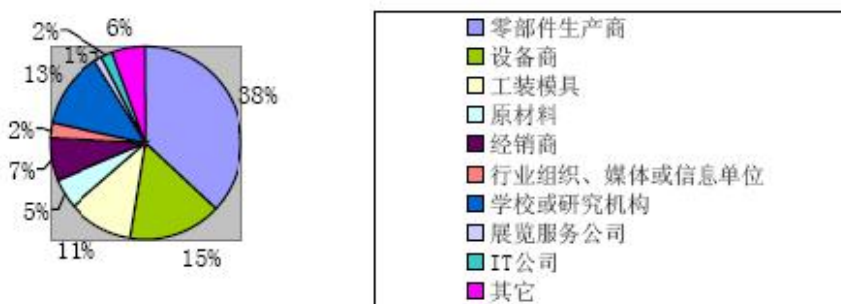 2%
6%
1%
13%
38%
2%
7%
5%
11%
15%
零部件生产商
设备商
工装模具
原材料
经销商
行业组织、媒体或信息单位
学校或研究机构
展览服务公司
IT公司
其它